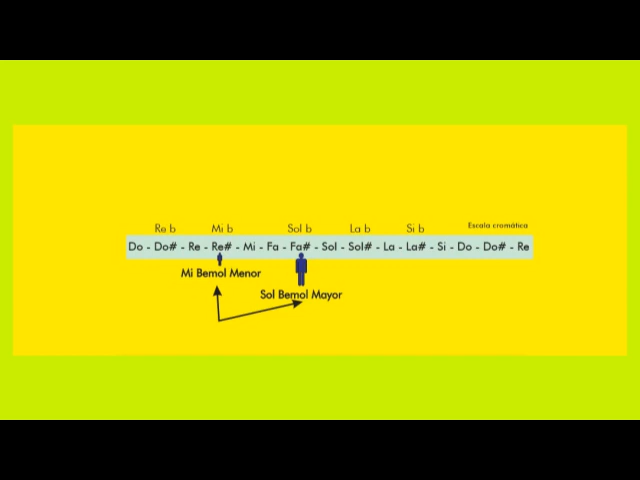 Re b Mi b Sol b La b Si b Escala cromática
Do - Do# - Re - Re# - Mi - Fa - Fa# - Sol - Sol# - La - La# - Si - Do - Do# - Re
Mi Bemol Menor
Sol Bemol Mayor